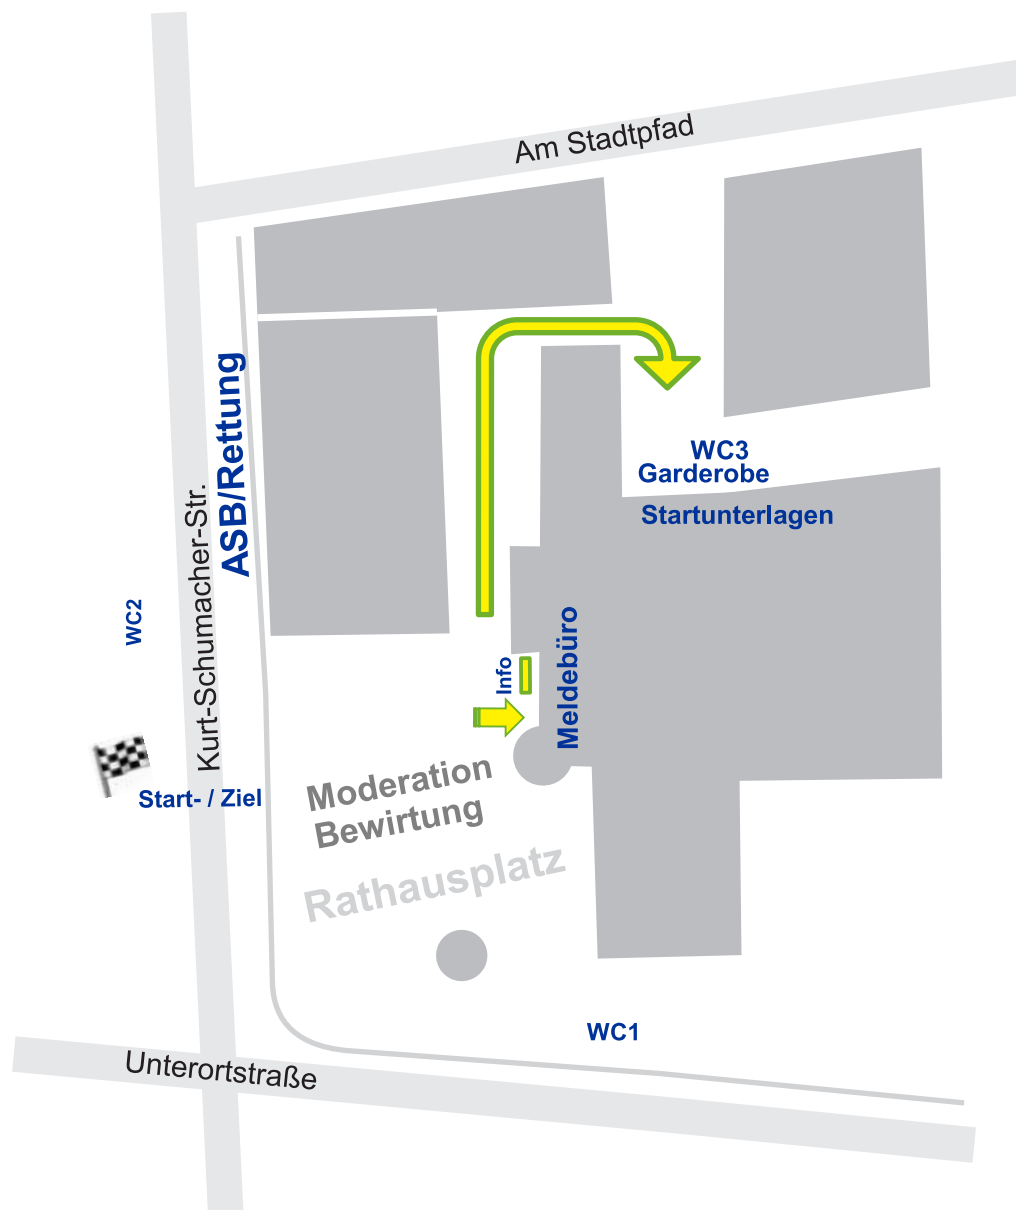 Am Stadtpfad
ASB/Rettung
Kurt-Schumacher-Str.
WC3
Garderobe
Startunterlagen
WC2
Info
Meldebüro
Start- / Ziel
Moderation
Bewirtung
Rathausplatz
WC1
Unterortstraße